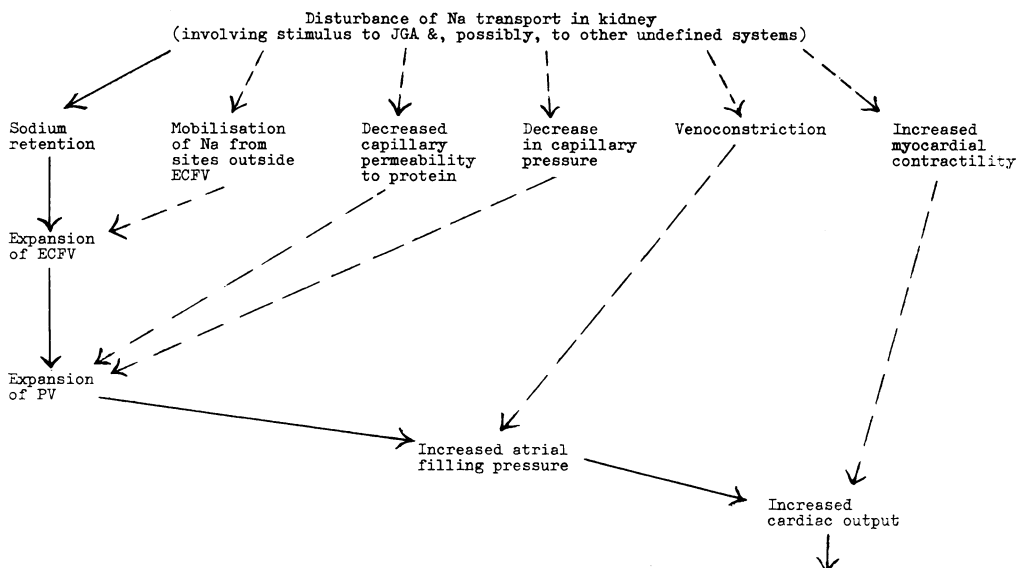 Disturbance of Na transport in kidney
(involving stimulus to JGA &, possibly, to other undefined systems)
Sodium
retention
Mobilisation
of Na from
sites outside
ECFV
Decreased
capillary
permeability
to protein
Decrease
in capillary
pressure
Venoconstriction
Increased
myocardial
contractility
Expansion
of ECFV
Expansion
of PV
Increased atrial
filling pressure
Increased
cardiac output